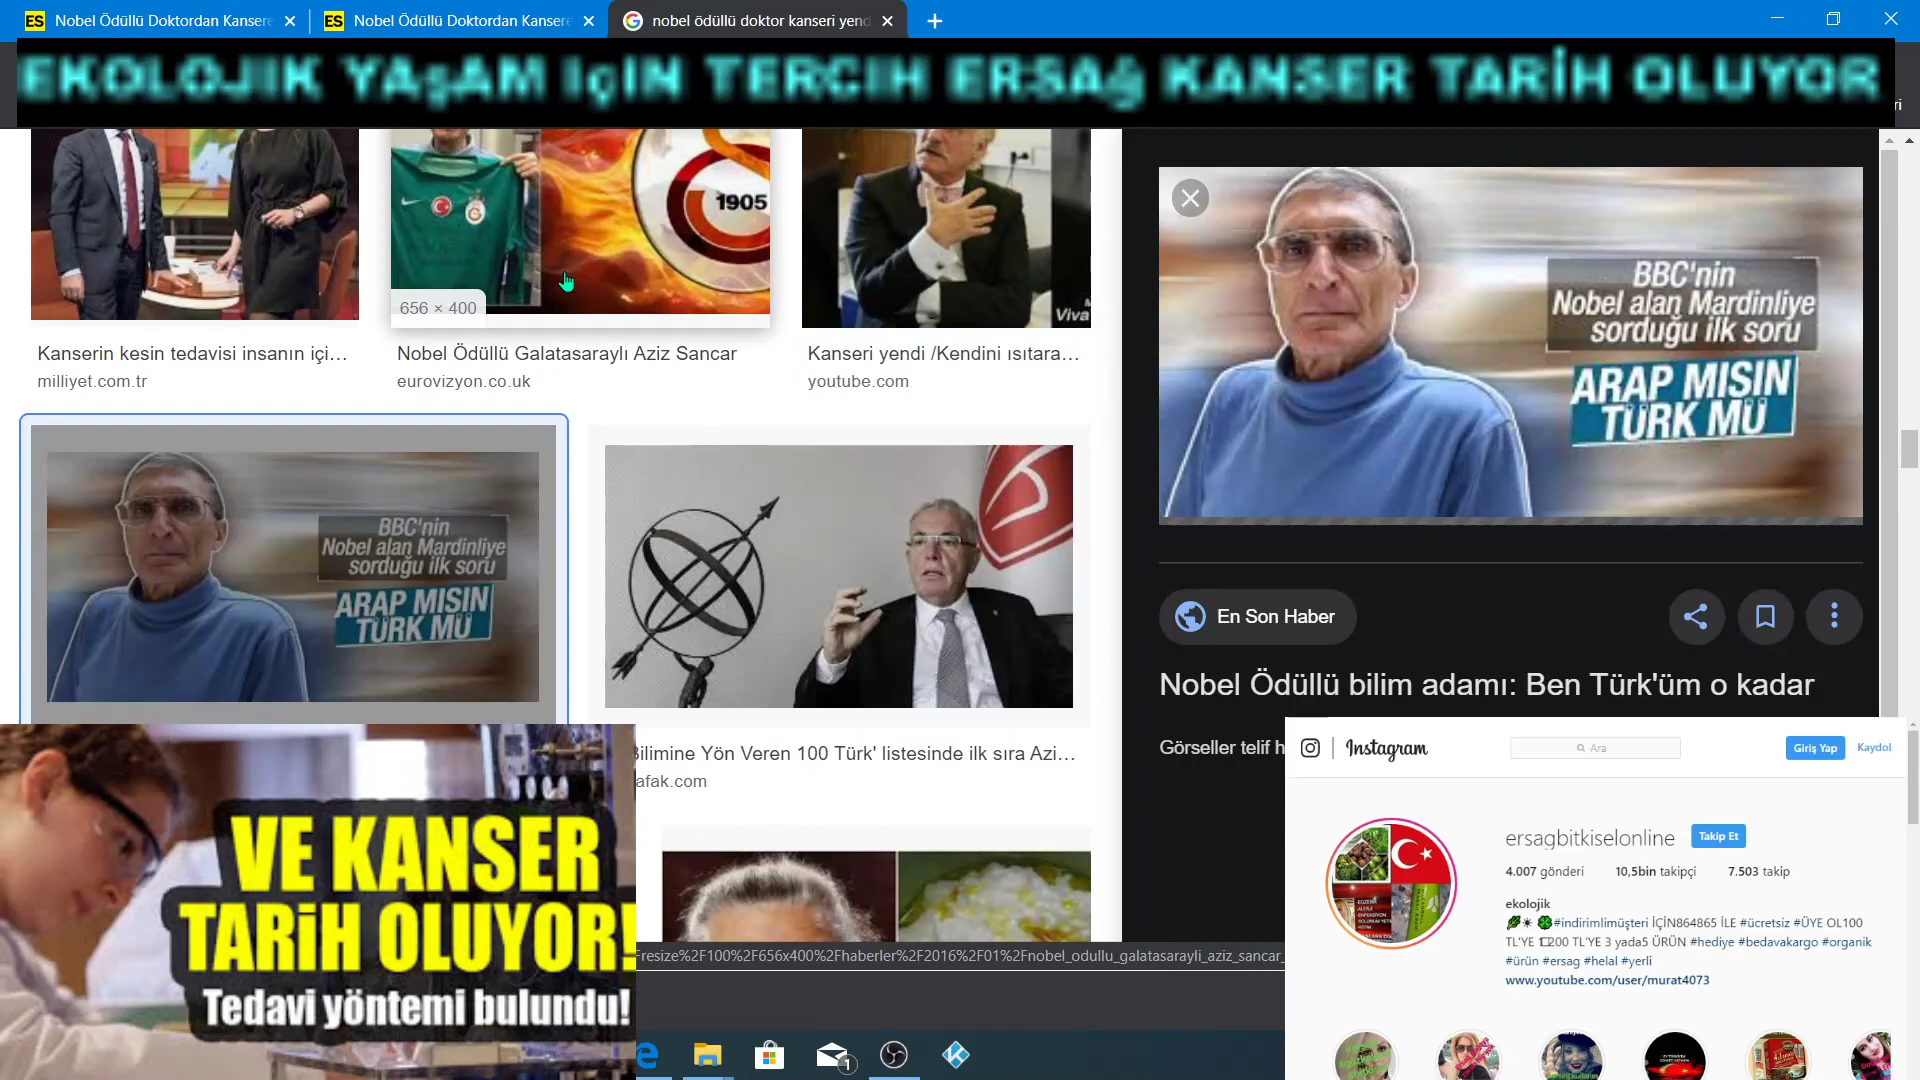 Nobel Ödüllü Doktordan Kansere
Nobel Ödüllü Doktordan Kansere
nobel ödüllü doktor kanseri yend
EKOLOJIK YAŞAM IÇIN TERCIH ERSAĞ KANSER TARİH OLUYOR
ri
1905
656 × 400
Viva
Kanserin kesin tedavisi insanın içi...
milliyet.com.tr
Nobel Ödüllü Galatasaraylı Aziz Sancar
eurovizyon.co.uk
Kanseri yendi /Kendini ısıtara...
youtube.com
BBC'nin
Nobel alan Mardinliye
sorduğu ilk soru
ARAP MISIN
TÜRK MÜ
BBC'nin
Nobel alan Mardinliye
sorduğu ilk soru
ARAP MISIN
TÜRK MÜ
En Son Haber
Nobel Ödüllü bilim adamı: Ben Türk'üm o kadar
Görseller telif h
Bilimine Yön Veren 100 Türk' listesinde ilk sıra Azi...
afak.com
VE KANSER
TARİH OLUYOR!
Tedavi yöntemi bulundu!
resize%2F100%2F656x400%2Fhaberler%2F2016%2F01%2Fnobel_odullu_galatasarayli_aziz_sancar_
1
Instagram
Ara
Giriş Yap
Kaydol
ersagbitkiselonline
Takip Et
4.007 gönderi 10,5bin takipçi 7.503 takip
ekolojik
#indirimlimüşteri İÇİN864865 İLE #ücretsiz #ÜYE OL100
TL'YE 1 200 TL'YE 3 yada5 ÜRÜN #hediye #bedavakargo #organik
#ürün #ersag #helal #yerli
www.youtube.com/user/murat4073